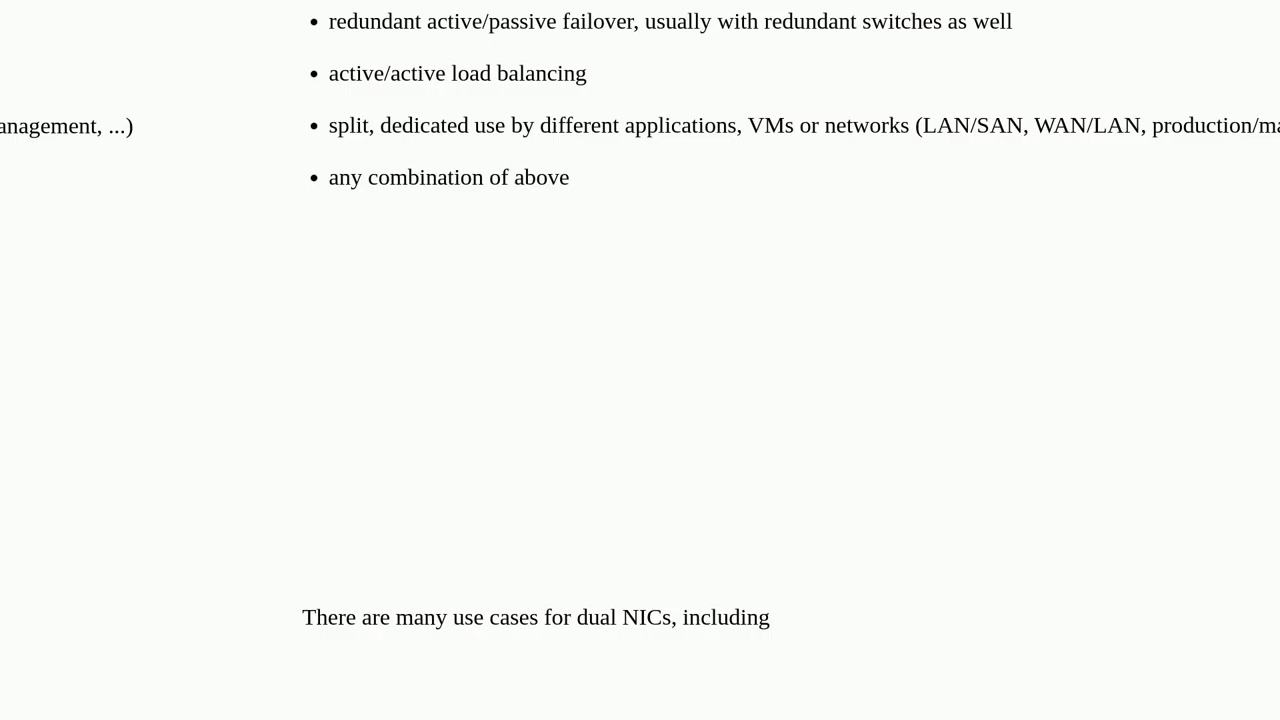 • redundant active/passive failover, usually with redundant switches as well
• active/active load balancing
• split, dedicated use by different applications, VMs or networks (LAN/SAN, WAN/LAN, production/ma
anagement, ...)
• any combination of above
There are many use cases for dual NICs, including